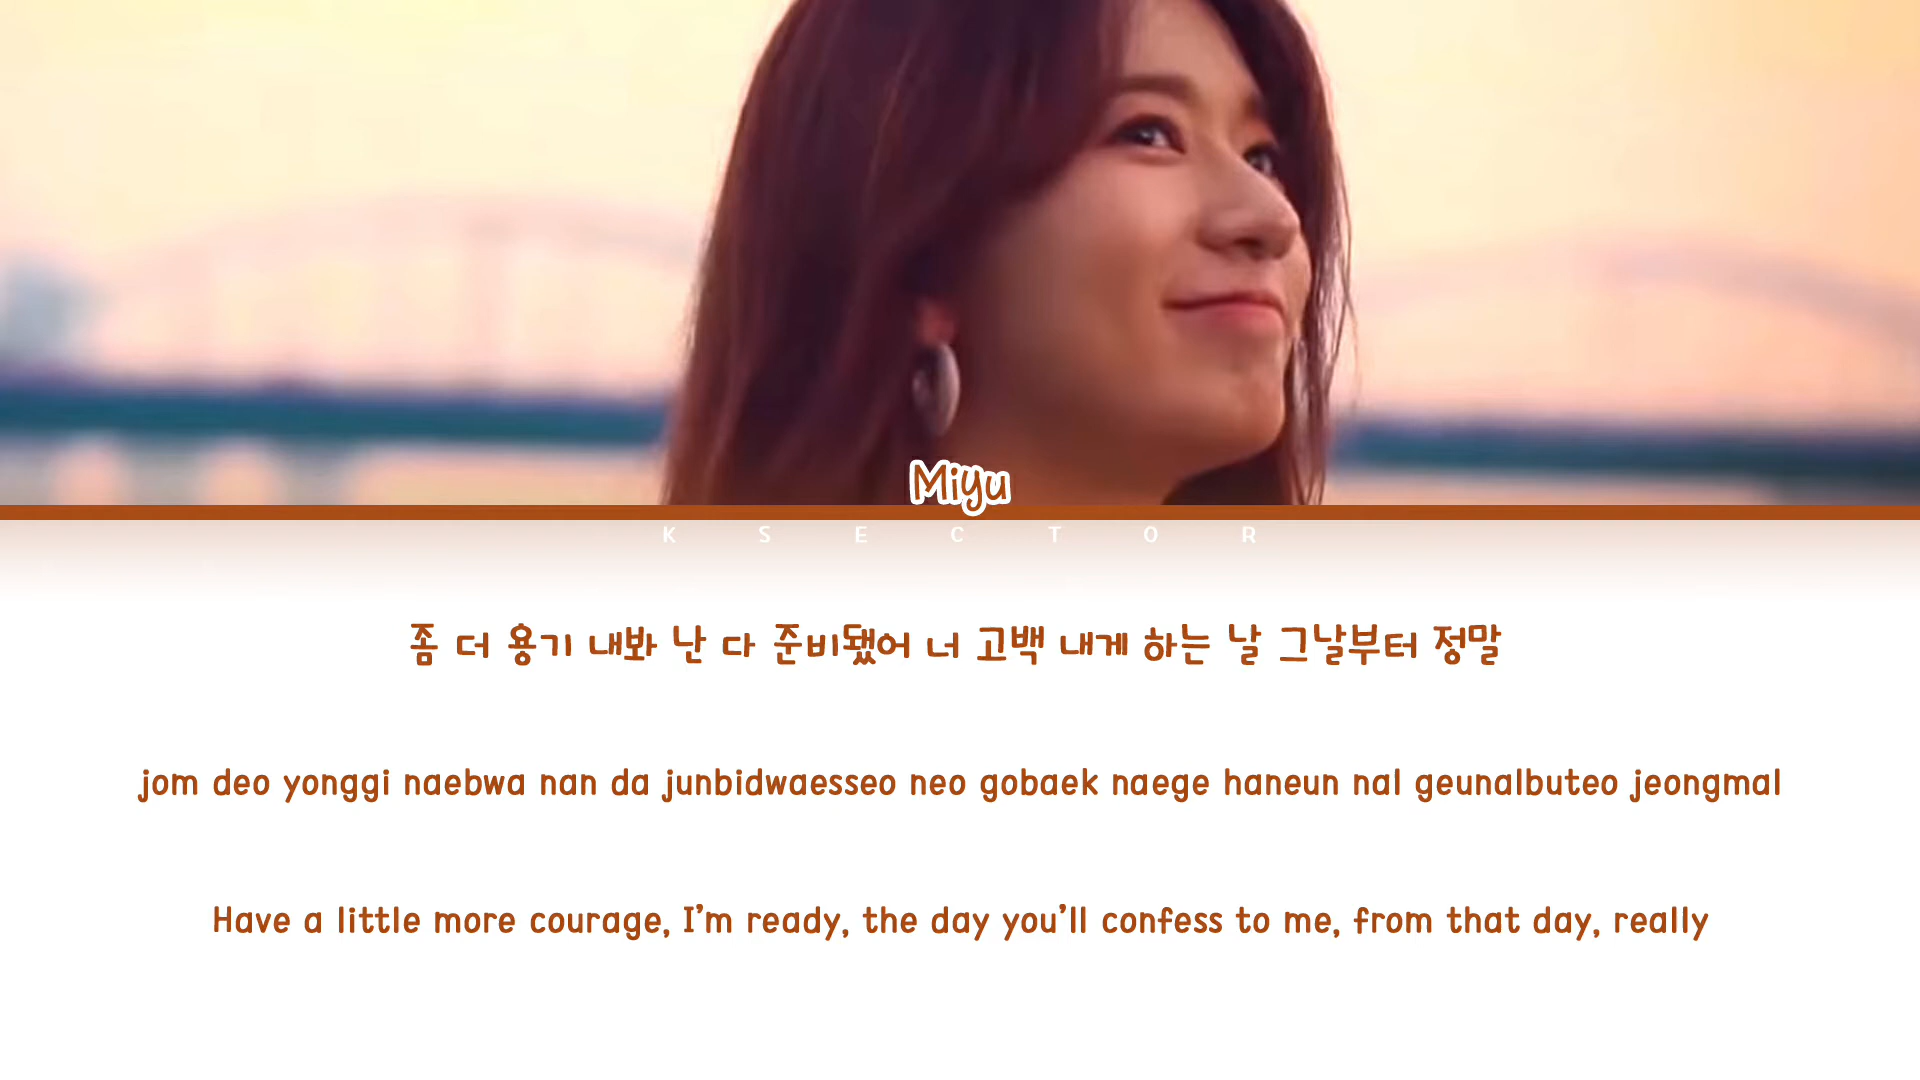 Miyu
K S E C T O R
좀 더 용기 내봐 난 다 준비됐어 너 고백 내게 하는 날 그날부터 정말
jom deo yonggi naebwa nan da junbidwaesseo neo gobaek naege haneun nal geunalbuteo jeongmal
Have a little more courage, I'm ready, the day you'll confess to me, from that day, really